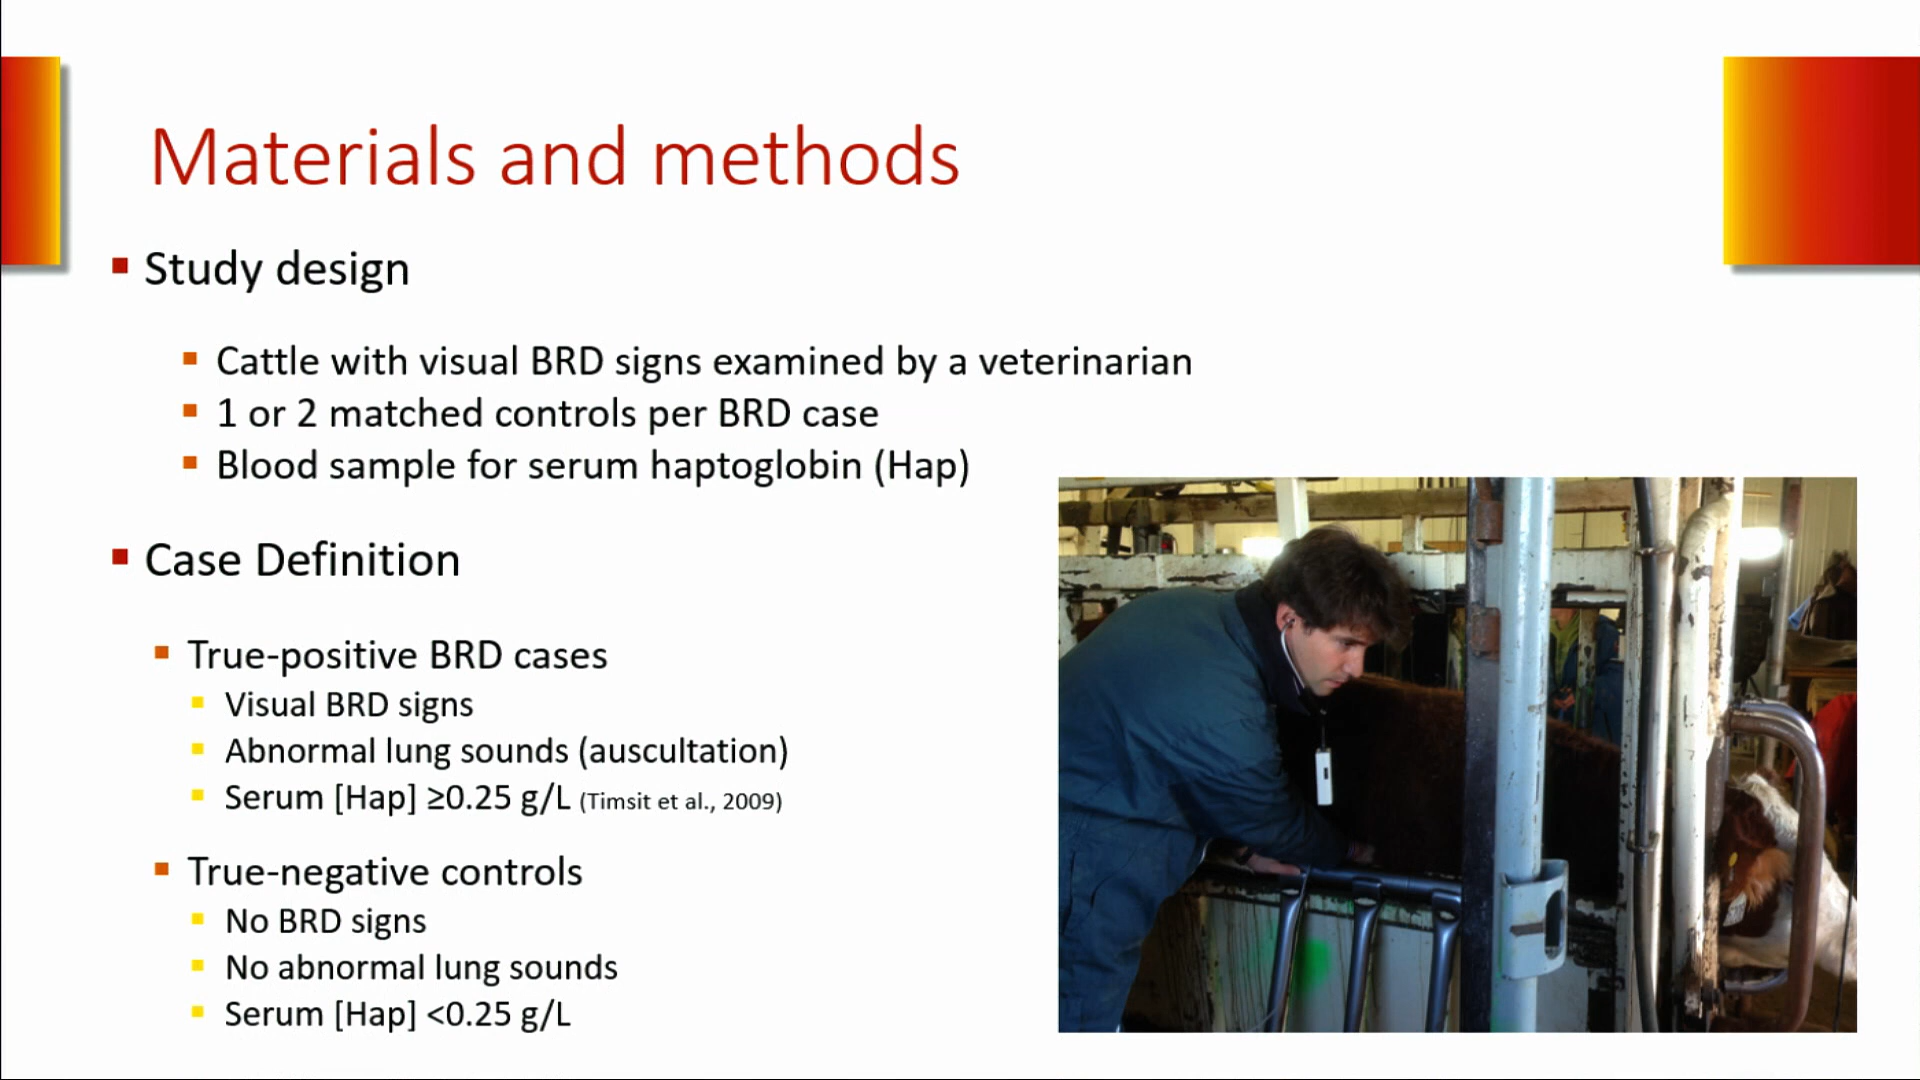 Materials and methods
Study design
Cattle with visual BRD signs examined by a veterinarian
1 or 2 matched controls per BRD case
Blood sample for serum haptoglobin (Hap)
Case Definition
True-positive BRD cases
Visual BRD signs
Abnormal lung sounds (auscultation)
Serum [Hap] ≥0.25 g/L (Timsit et al., 2009)
True-negative controls
No BRD signs
No abnormal lung sounds
Serum [Hap] <0.25 g/L